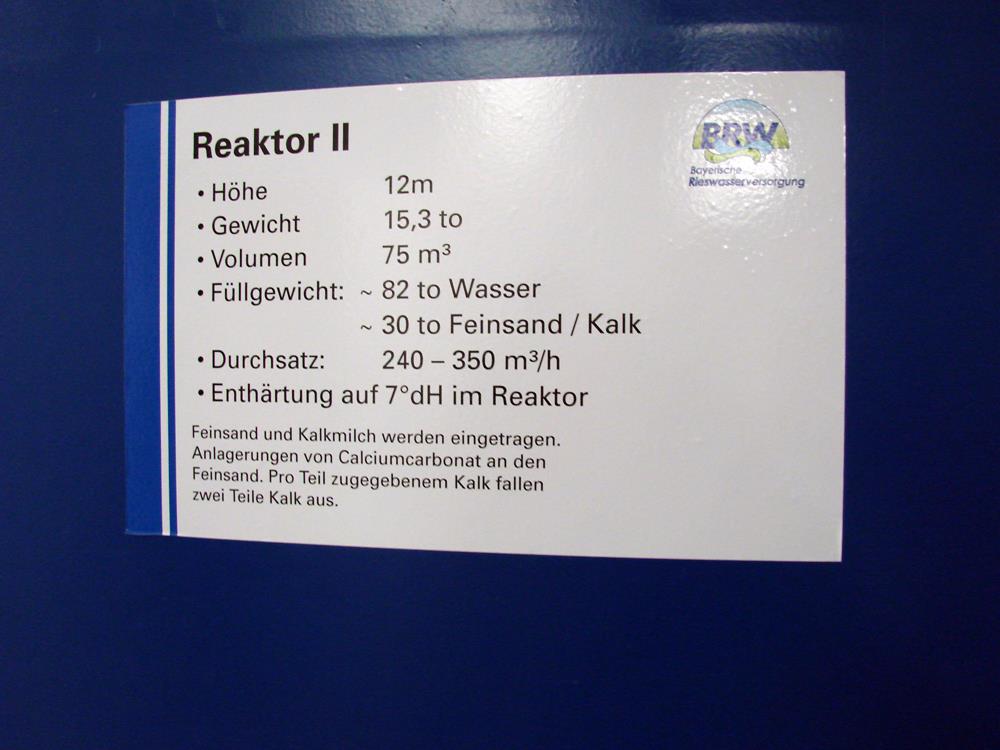 Reaktor II
BRW
Bayerische
Rieswasserversorgung
• Höhe 12m
• Gewicht 15,3 to
• Volumen 75 m³
• Füllgewicht: ~ 82 to Wasser
~ 30 to Feinsand / Kalk
• Durchsatz: 240 – 350 m³/h
• Enthärtung auf 7°dH im Reaktor
Feinsand und Kalkmilch werden eingetragen.
Anlagerungen von Calciumcarbonat an den
Feinsand. Pro Teil zugegebenem Kalk fallen
zwei Teile Kalk aus.